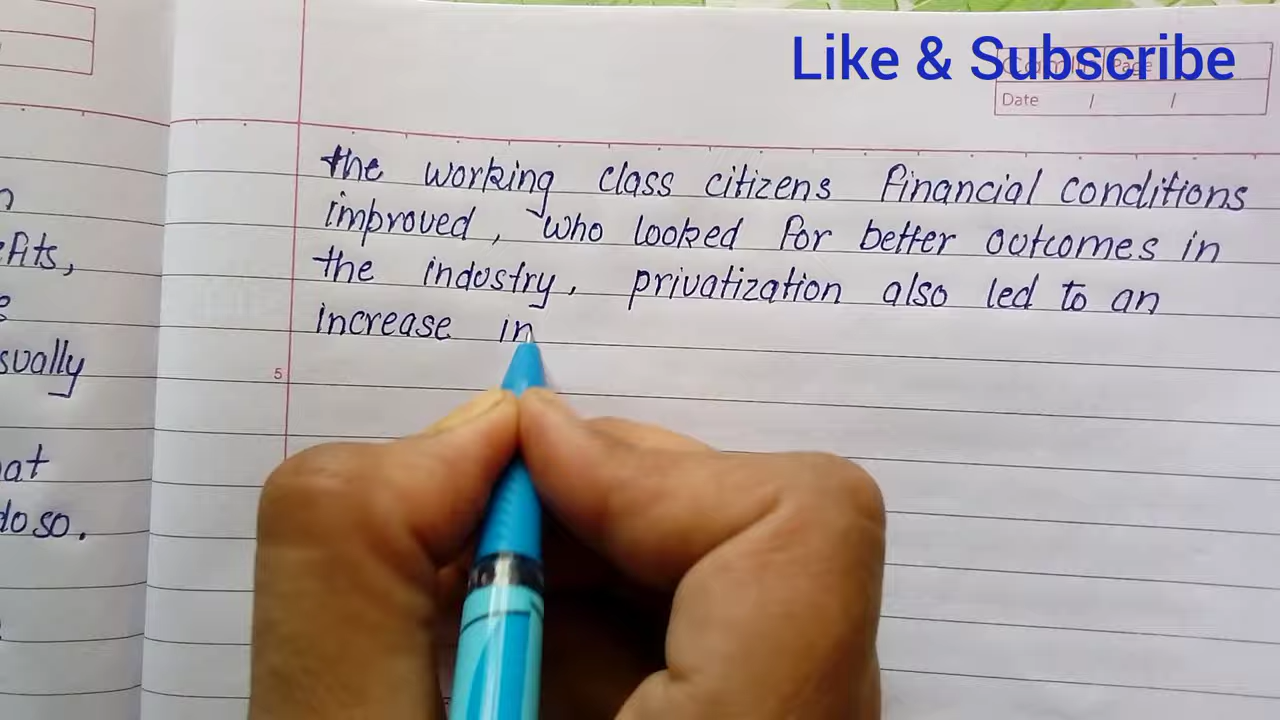 Like & Subscribe
Page
Date / /
the working class citizens financial conditions
improved, who looked for better outcomes in
the industry, privatization also led to an
increase in
5
efits,
sually
at
do so.